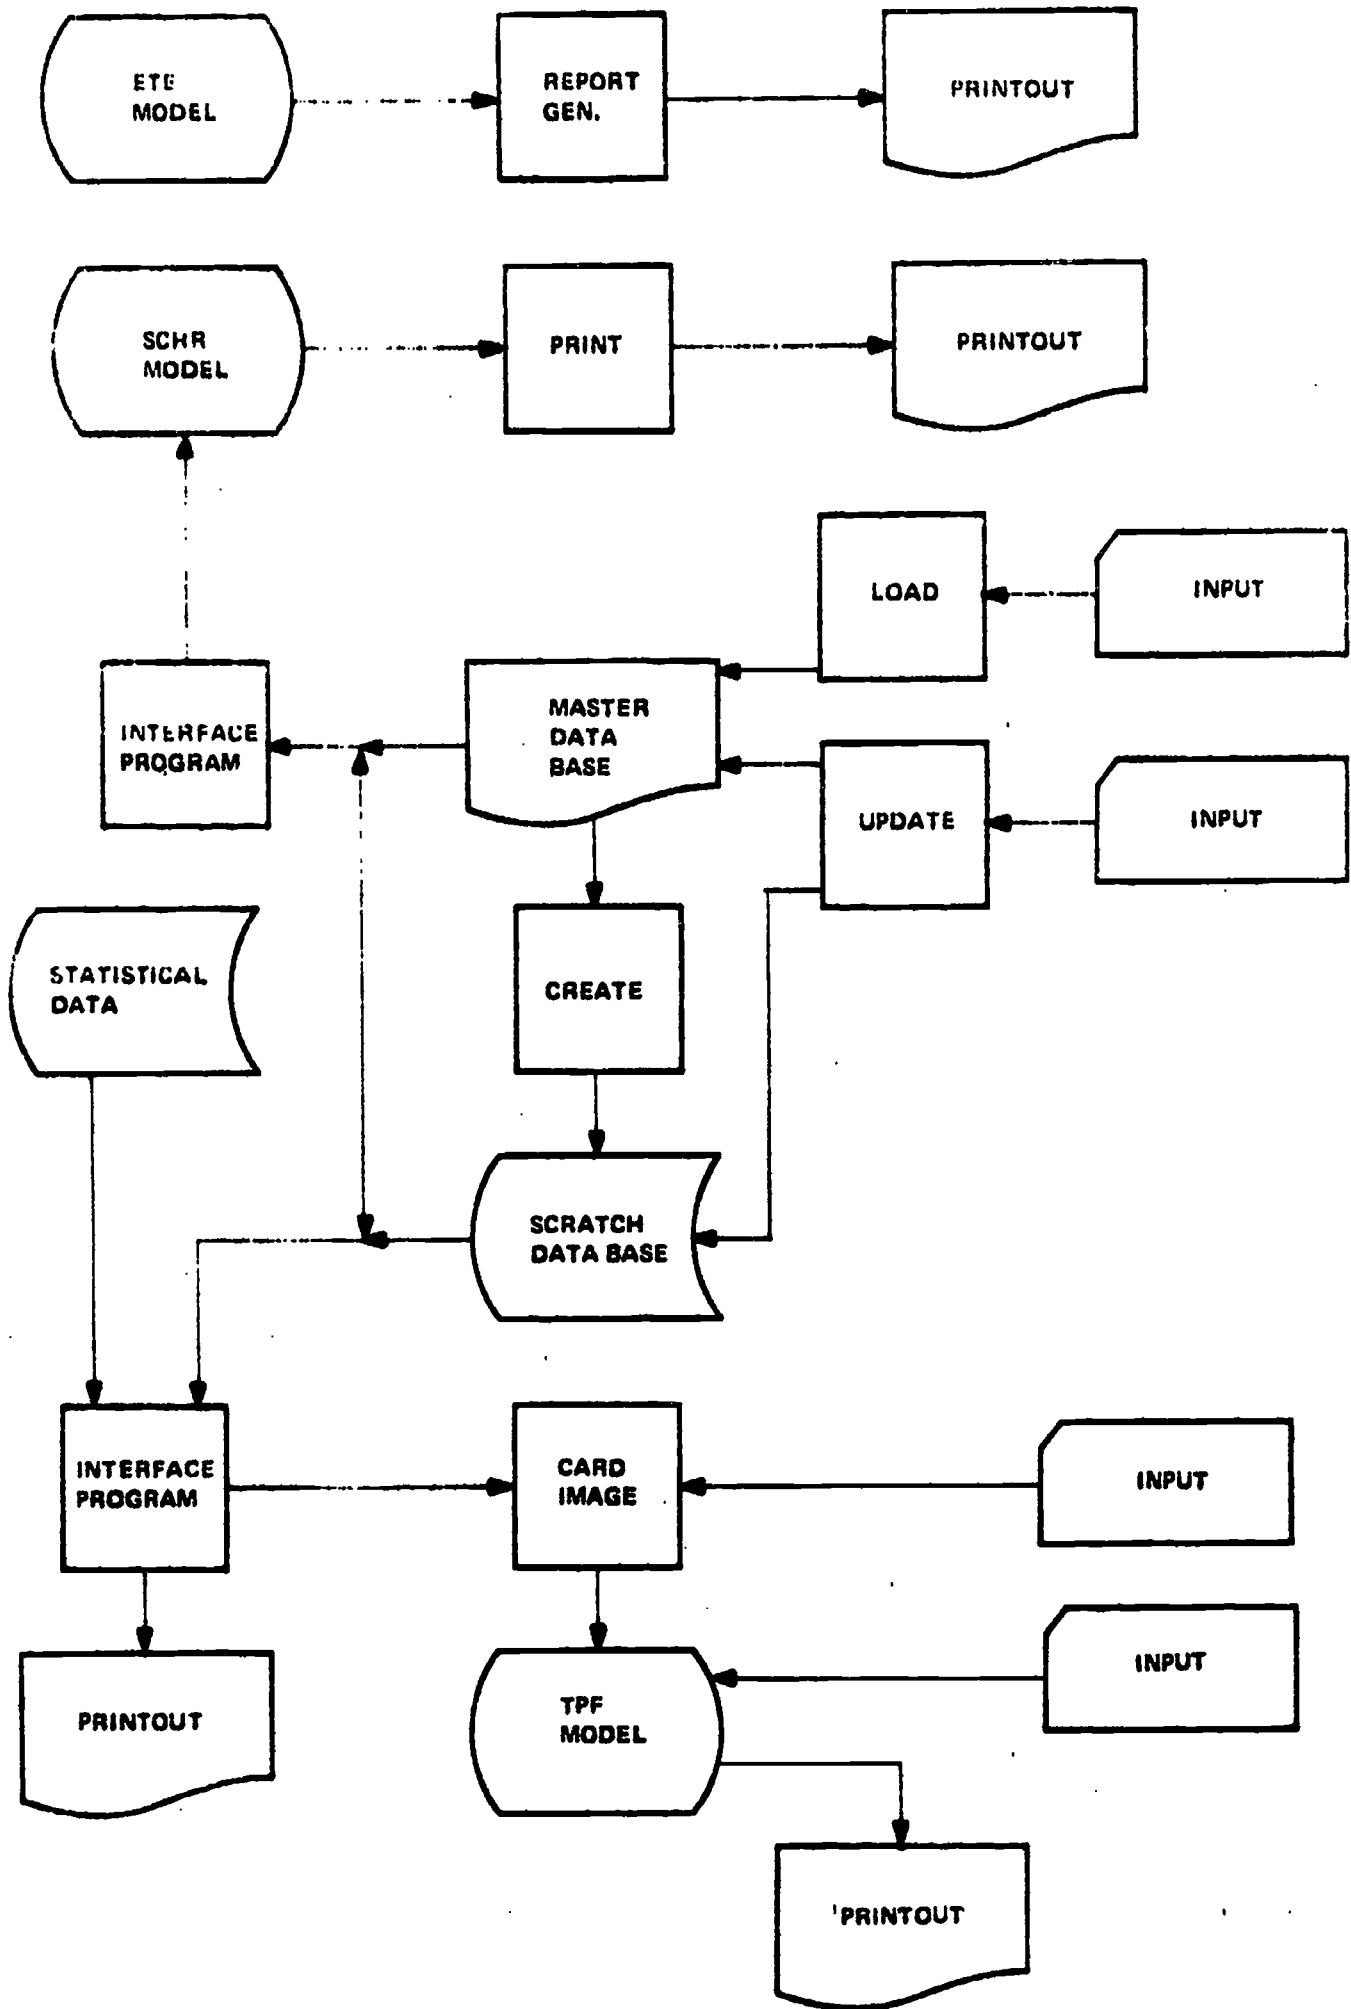 ETE
MODEL
REPORT
GEN.
PRINTOUT
SCHR
MODEL
PRINT
PRINTOUT
LOAD
INPUT
INTERFACE
PROGRAM
MASTER
DATA
BASE
UPDATE
INPUT
STATISTICAL
DATA
CREATE
SCRATCH
DATA BASE
INTERFACE
PROGRAM
CARD
IMAGE
INPUT
PRINTOUT
TPF
MODEL
INPUT
PRINTOUT